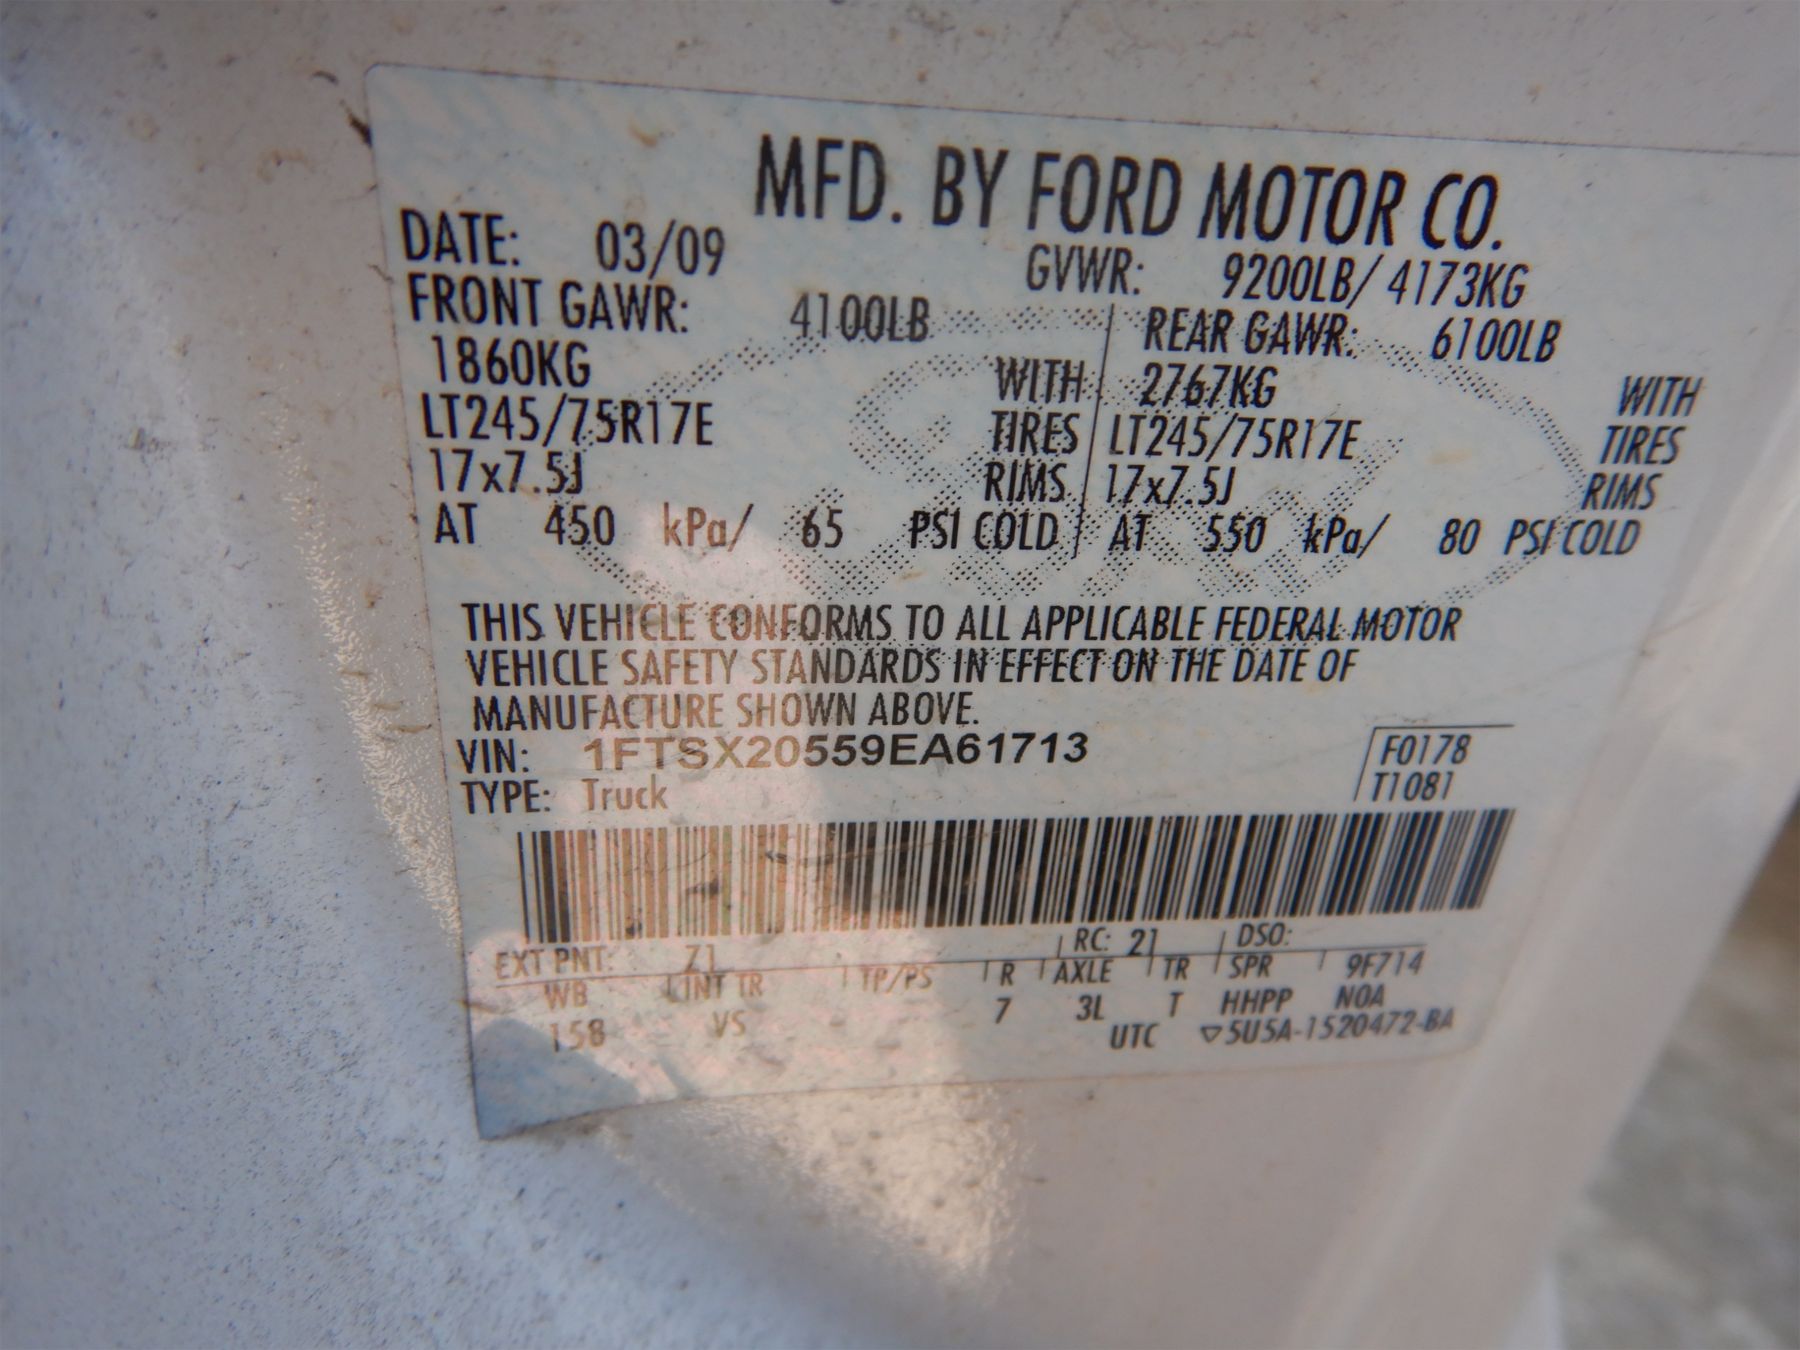 MFD. BY FORD MOTOR CO.
DATE: 03/09 GVWR: 9200LB/ 4173KG
FRONT GAWR: 4100LB REAR GAWR: 6100LB
1860KG WITH 2767KG WITH
LT245/75R17E TIRES LT245/75R17E TIRES
17x7.5J RIMS 17x7.5J RIMS
AT 450 kPa/ 65 PSI COLD AT 550 kPa/ 80 PSI COLD
THIS VEHICLE CONFORMS TO ALL APPLICABLE FEDERAL MOTOR
VEHICLE SAFETY STANDARDS IN EFFECT ON THE DATE OF
MANUFACTURE SHOWN ABOVE.
VIN: 1FTSX20559EA61713 F0178
TYPE: Truck T1081
EXT PNT: Z1 RC: 21 DSO:
WB INT TR TP/PS R AXLE TR SPR 9F714
158 VS 7 3L T HHPP NOA
UTC ▽5U5A-1520472-BA